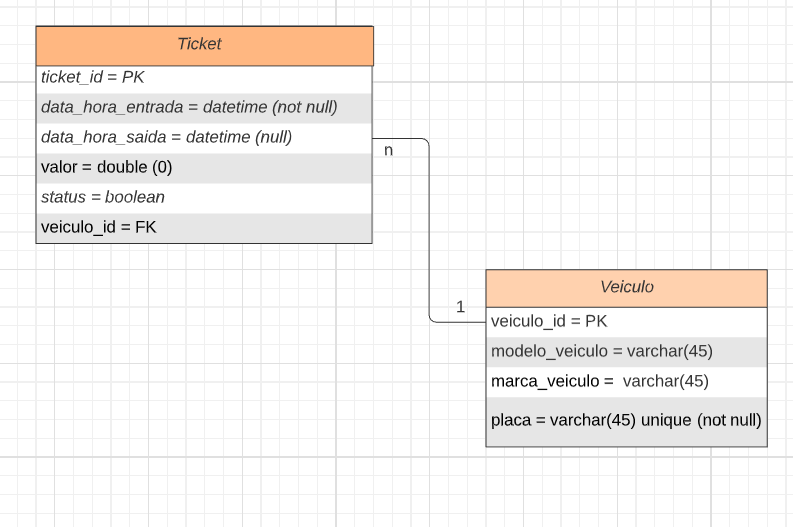 Ticket
ticket_id = PK
data_hora_entrada = datetime (not null)
data_hora_saida = datetime (null)
valor = double (0)
status = boolean
veiculo_id = FK
n
1
Veiculo
veiculo_id = PK
modelo_veiculo = varchar(45)
marca_veiculo =  varchar(45)
placa = varchar(45) unique (not null)